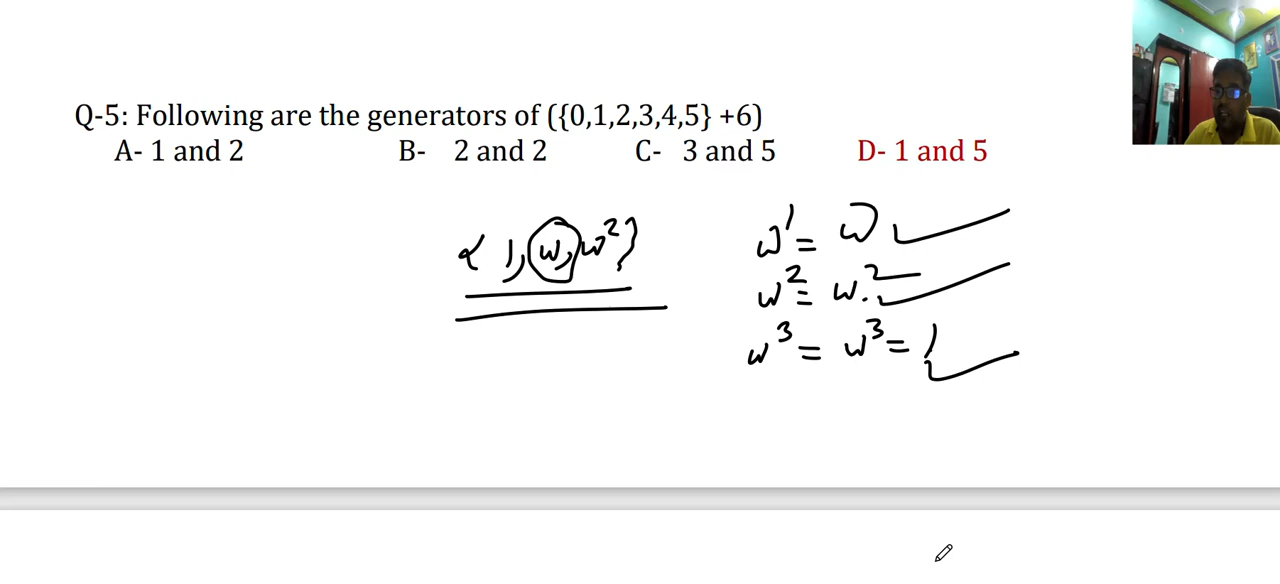 Q-5: Following are the generators of ({0,1,2,3,4,5} +6)
A- 1 and 2 B- 2 and 2 C- 3 and 5 D- 1 and 5
{ 1, ω, ω² }
ω¹ = ω
ω² = ω.²
ω³ = ω³ = 1